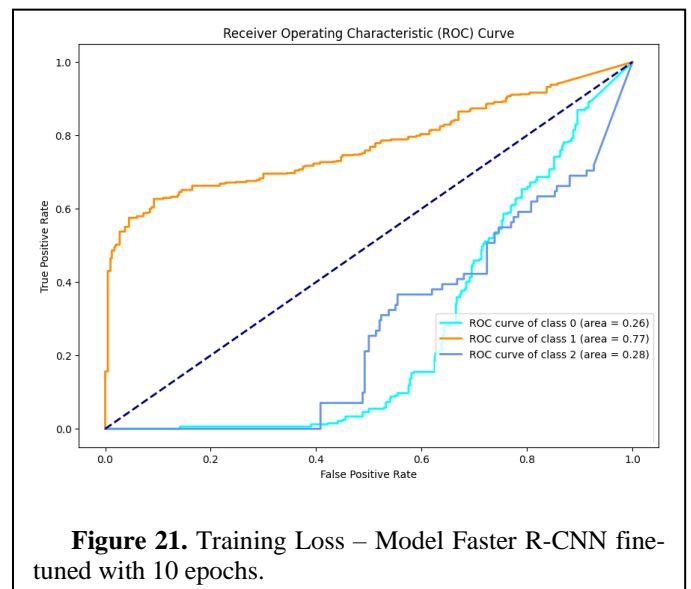 Receiver Operating Characteristic (ROC) Curve
1.0
0.8
0.6
0.4
0.2
0.0
True Positive Rate
0.0 0.2 0.4 0.6 0.8 1.0
False Positive Rate
ROC curve of class 0 (area = 0.26)
ROC curve of class 1 (area = 0.77)
ROC curve of class 2 (area = 0.28)
Figure 21. Training Loss – Model Faster R-CNN fine-
tuned with 10 epochs.